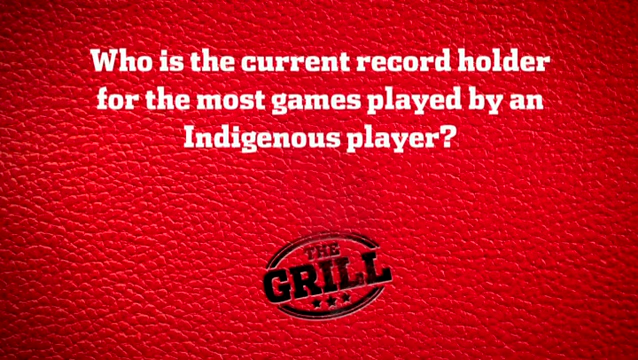 Who is the current record holder
for the most games played by an
Indigenous player?
THE
GRILL